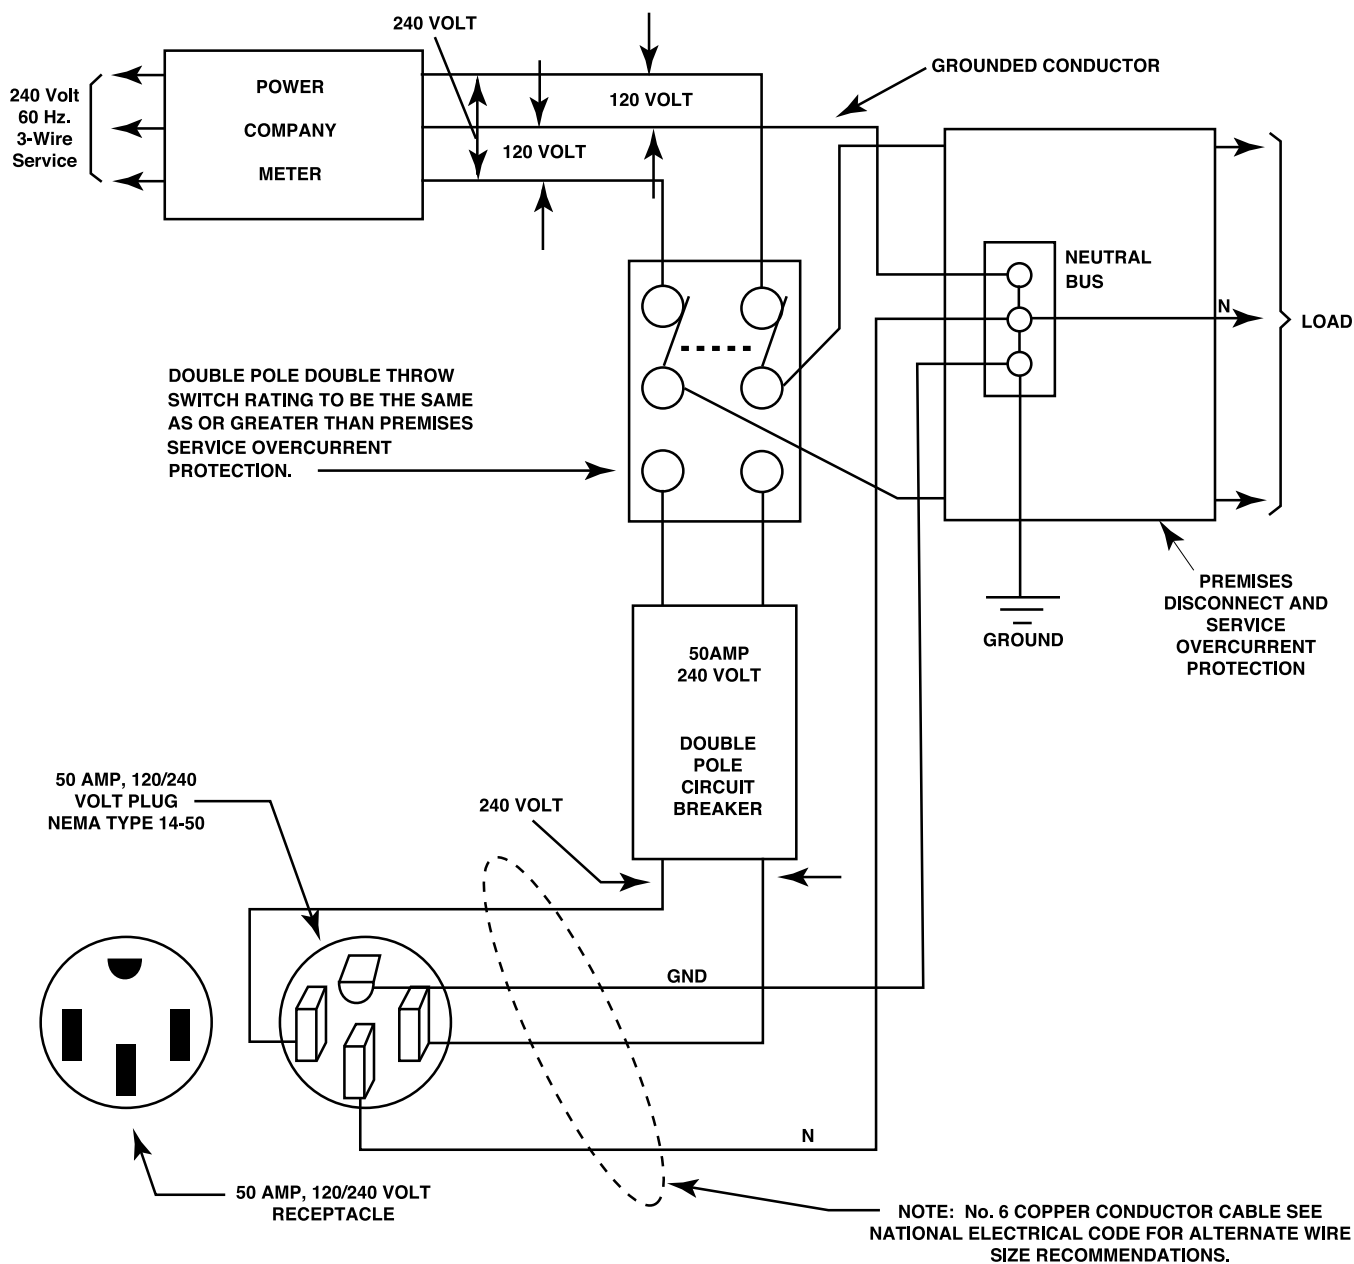 240 VOLT
GROUNDED CONDUCTOR
240 Volt
60 Hz.
3-Wire
Service
POWER
COMPANY
METER
120 VOLT
120 VOLT
NEUTRAL
BUS
N
LOAD
DOUBLE POLE DOUBLE THROW
SWITCH RATING TO BE THE SAME
AS OR GREATER THAN PREMISES
SERVICE OVERCURRENT
PROTECTION.
GROUND
PREMISES
DISCONNECT AND
SERVICE
OVERCURRENT
PROTECTION
50AMP
240 VOLT
DOUBLE
POLE
CIRCUIT
BREAKER
50 AMP, 120/240
VOLT PLUG
NEMA TYPE 14-50
240 VOLT
GND
N
50 AMP, 120/240 VOLT
RECEPTACLE
NOTE: No. 6 COPPER CONDUCTOR CABLE SEE
NATIONAL ELECTRICAL CODE FOR ALTERNATE WIRE
SIZE RECOMMENDATIONS.